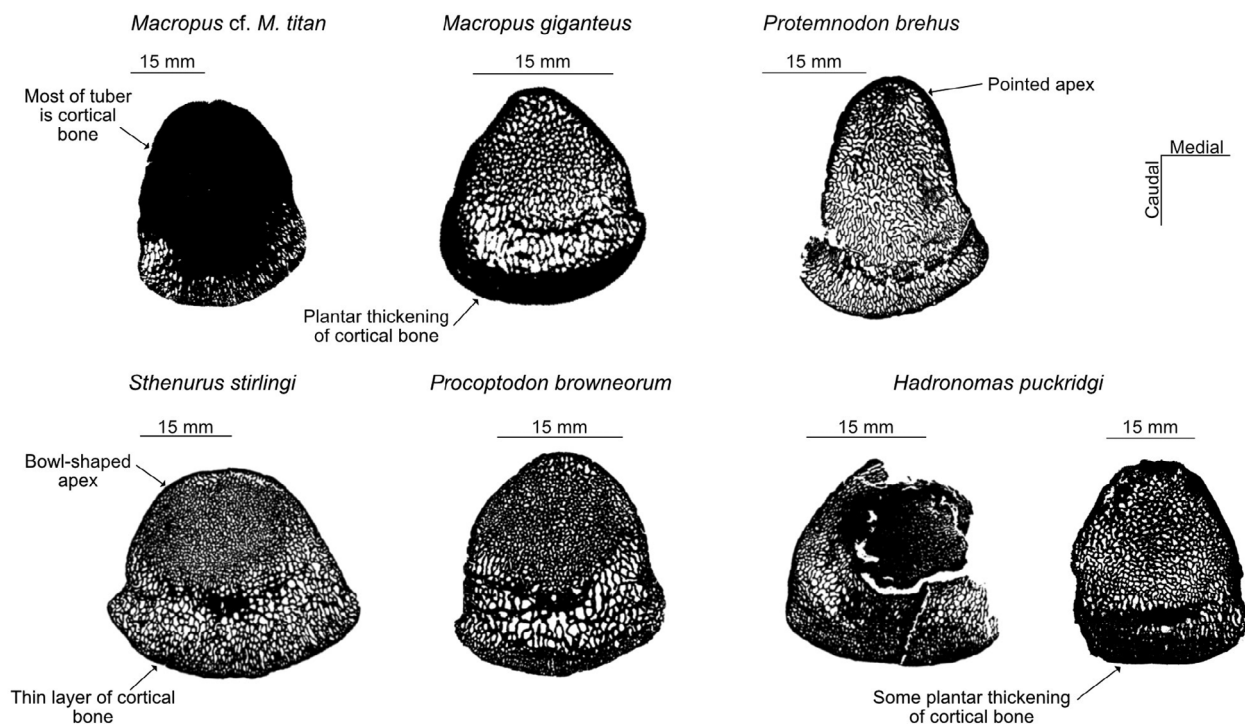 Macropus cf. M. titan
Macropus giganteus
Protemnodon brehus
15 mm
15 mm
15 mm
Most of tuber
is cortical
bone
Pointed apex
Medial
Caudal
Plantar thickening
of cortical bone
Sthenurus stirlingi
Procoptodon browneorum
Hadronomas puckridgi
15 mm
15 mm
15 mm
15 mm
Bowl-shaped
apex
Thin layer of cortical
bone
Some plantar thickening
of cortical bone